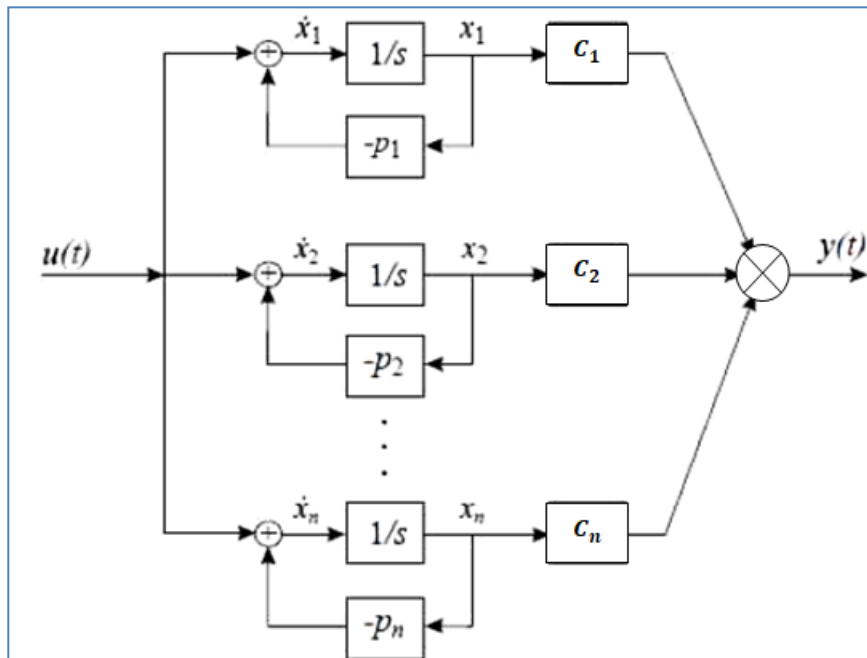 ẋ1 x1
1/s C1
-p1
u(t) ẋ2 x2 y(t)
1/s C2
-p2
ẋn xn
1/s Cn
-pn